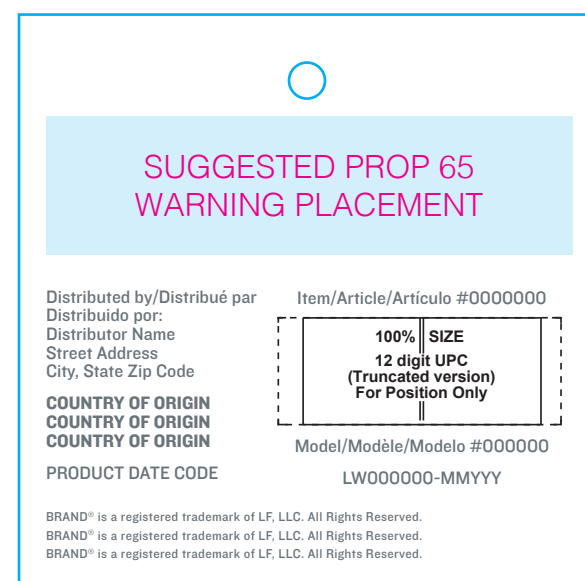 SUGGESTED PROP 65
WARNING PLACEMENT
Distributed by/Distribué par
Distribuido por:
Distributor Name
Street Address
City, State Zip Code
COUNTRY OF ORIGIN
COUNTRY OF ORIGIN
COUNTRY OF ORIGIN
PRODUCT DATE CODE
Item/Article/Artículo #0000000
100% SIZE
12 digit UPC
(Truncated version)
For Position Only
Model/Modèle/Modelo #000000
LW000000-MMYYY
BRAND® is a registered trademark of LF, LLC. All Rights Reserved.
BRAND® is a registered trademark of LF, LLC. All Rights Reserved.
BRAND® is a registered trademark of LF, LLC. All Rights Reserved.